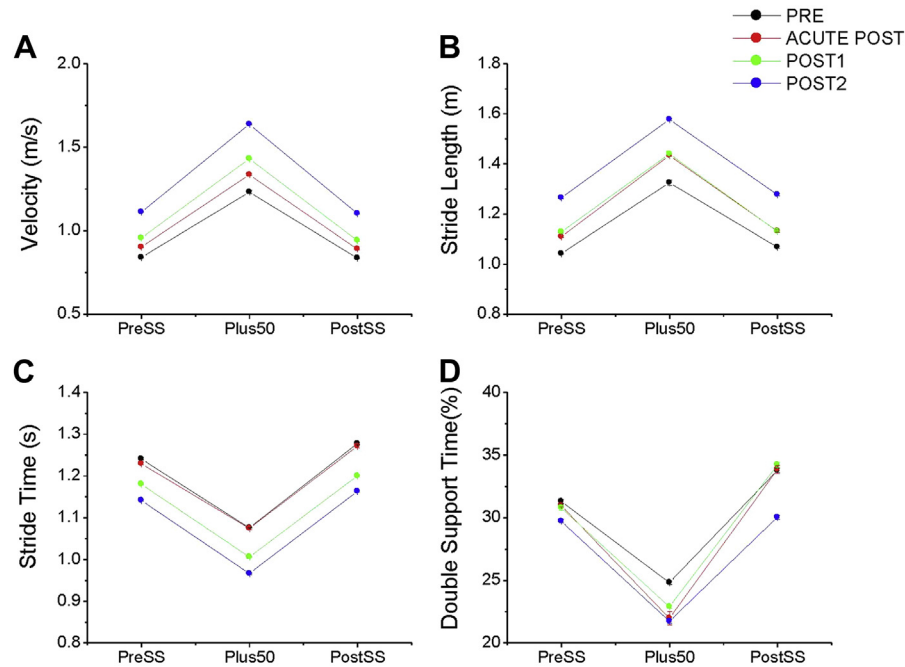 PRE
ACUTE POST
POST1
POST2
A
Velocity (m/s)
2.0
1.5
1.0
0.5
PreSS Plus50 PostSS
B
Stride Length (m)
1.8
1.6
1.4
1.2
1.0
0.8
PreSS Plus50 PostSS
C
Stride Time (s)
1.4
1.3
1.2
1.1
1.0
0.9
0.8
PreSS Plus50 PostSS
D
Double Support Time(%)
40
35
30
25
20
PreSS Plus50 PostSS